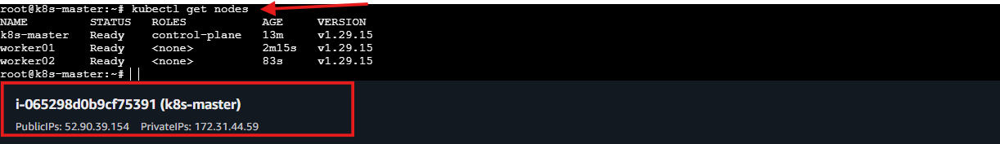 root@k8s-master:~# kubectl get nodes
NAME STATUS ROLES AGE VERSION
k8s-master Ready control-plane 13m v1.29.15
worker01 Ready <none> 2m15s v1.29.15
worker02 Ready <none> 83s v1.29.15
root@k8s-master:~#
i-065298d0b9cf75391 (k8s-master)
PublicIPs: 52.90.39.154 PrivateIPs: 172.31.44.59